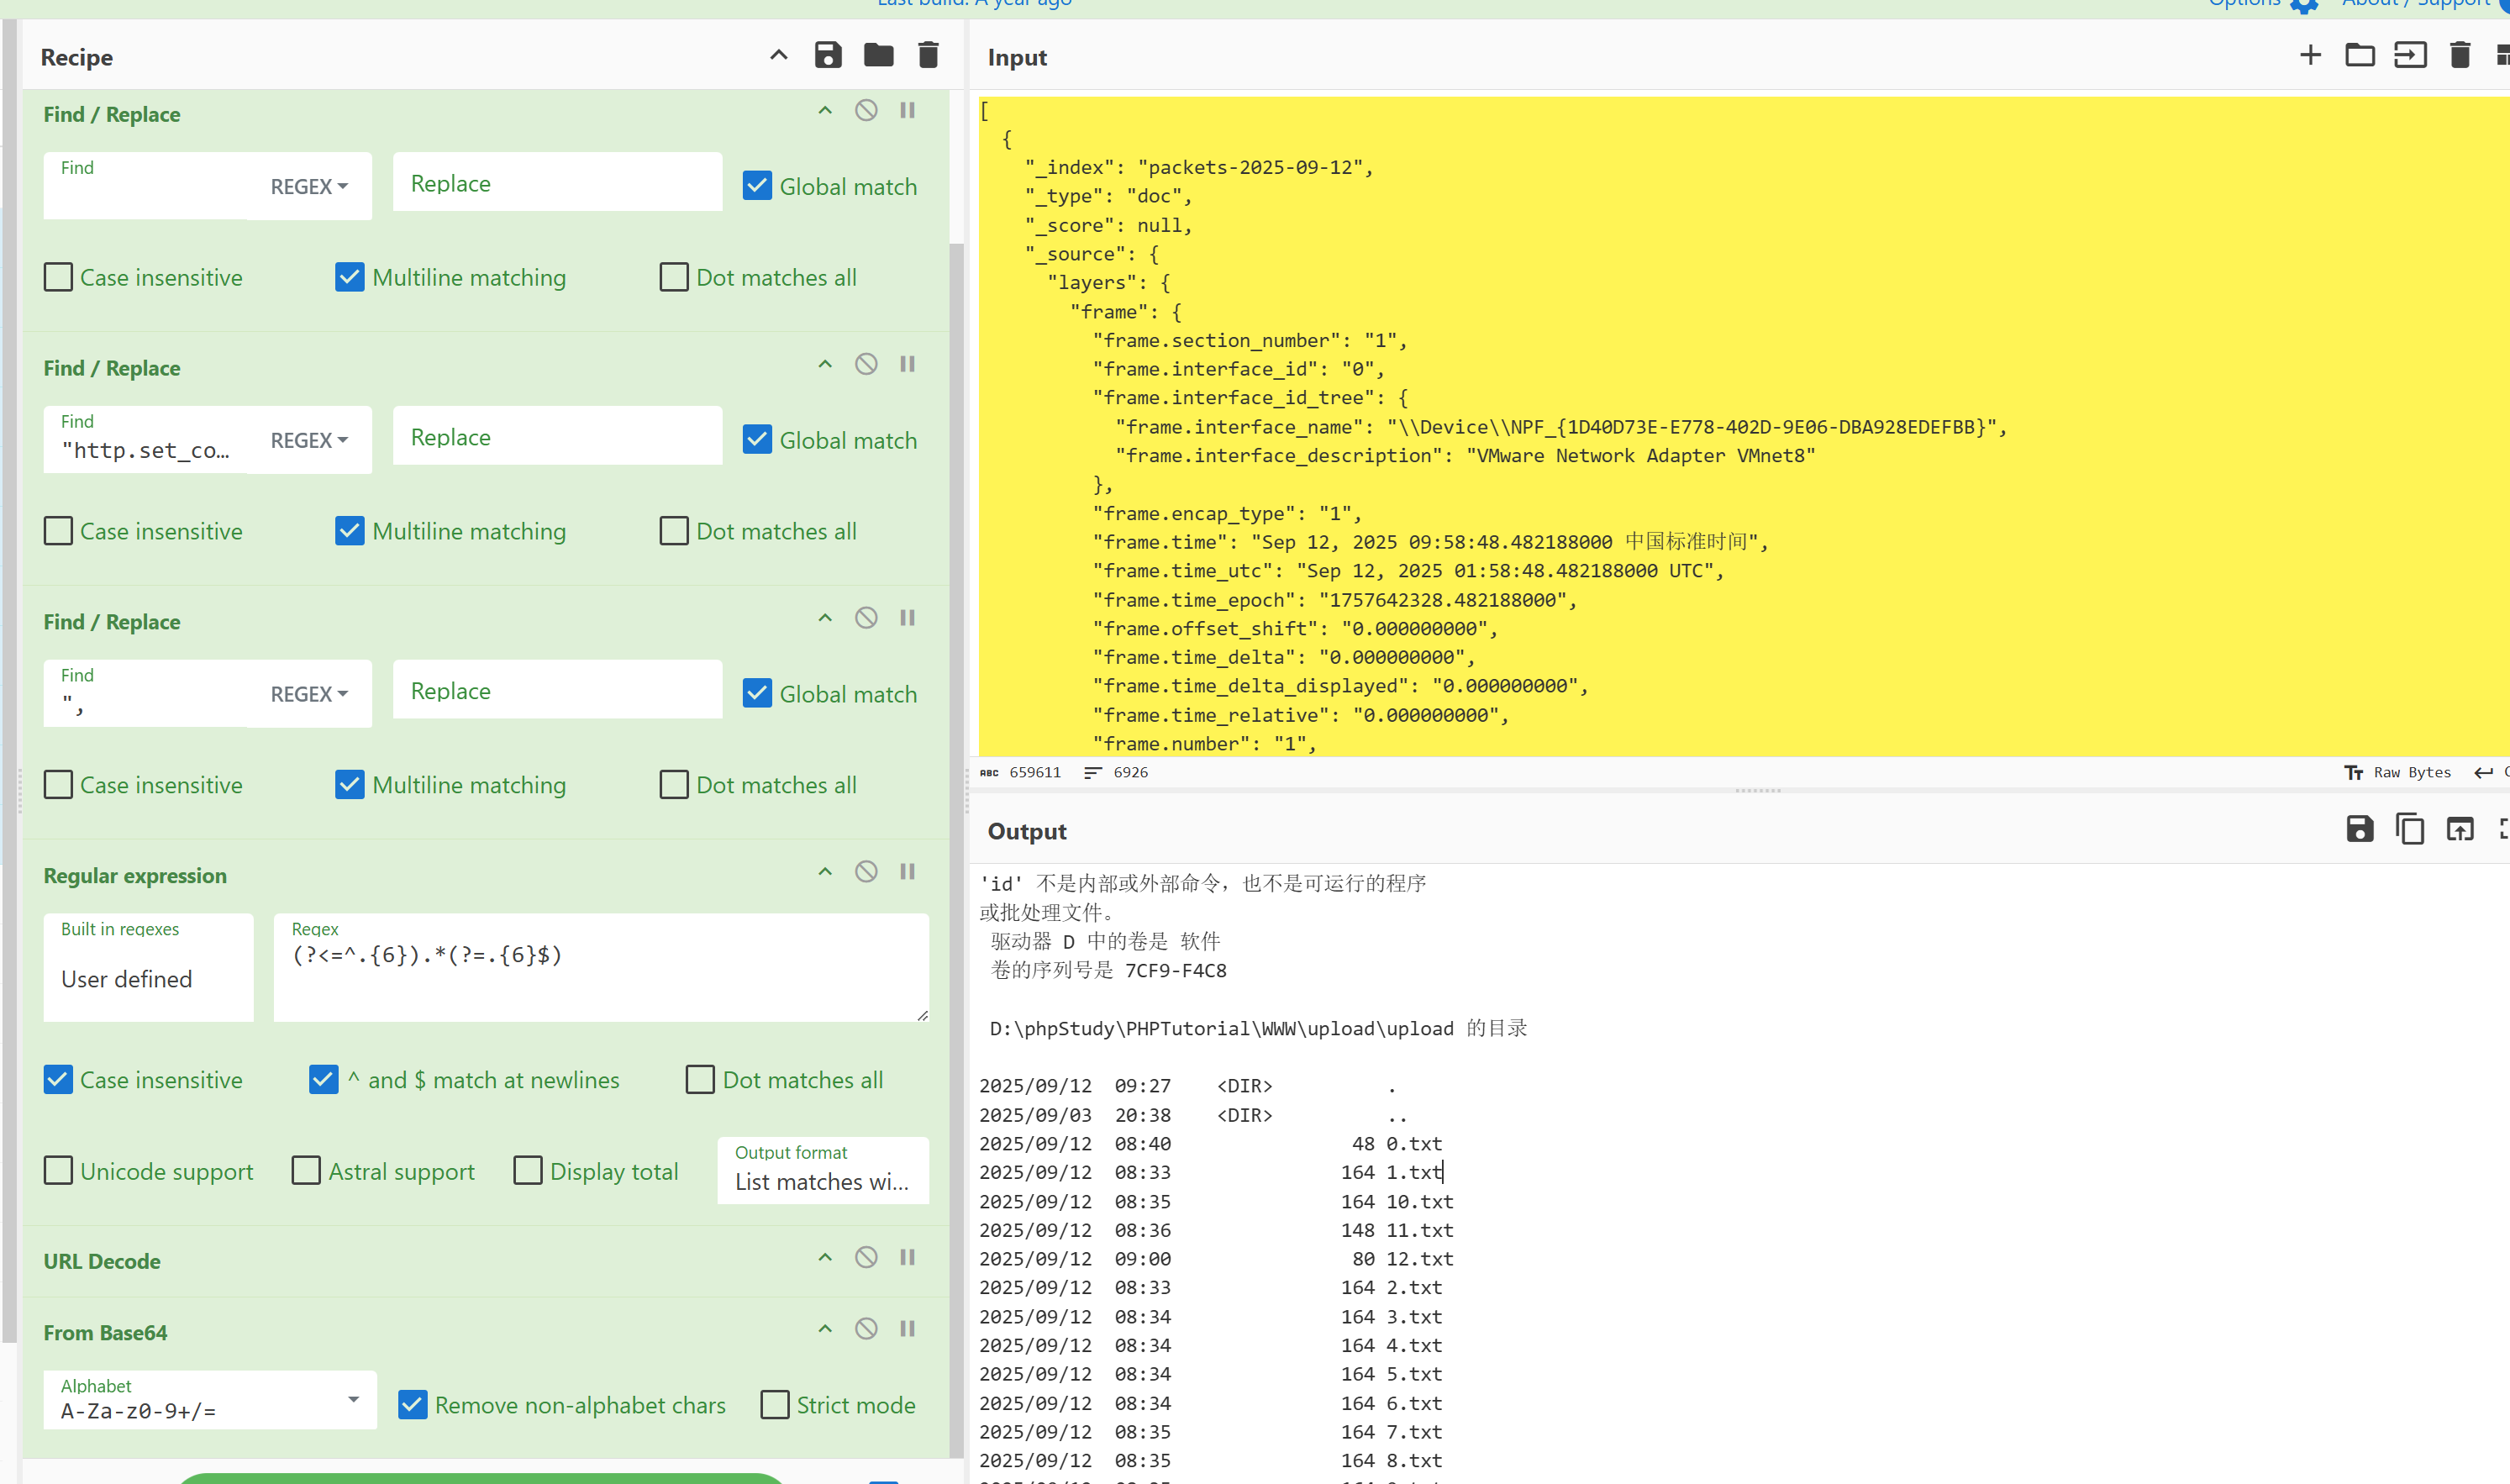 Last build: A year ago
Options
About / Support
Recipe
Find / Replace
Find
REGEX
Replace
Global match
Case insensitive
Multiline matching
Dot matches all
Find / Replace
Find
"http.set_co…
REGEX
Replace
Global match
Case insensitive
Multiline matching
Dot matches all
Find / Replace
Find
",
REGEX
Replace
Global match
Case insensitive
Multiline matching
Dot matches all
Regular expression
Built in regexes
User defined
Regex
(?<=^.{6}).*(?=.{6}$)
Case insensitive
^ and $ match at newlines
Dot matches all
Unicode support
Astral support
Display total
Output format
List matches wi…
URL Decode
From Base64
Alphabet
A-Za-z0-9+/=
Remove non-alphabet chars
Strict mode
Input
[
{
"_index": "packets-2025-09-12",
"_type": "doc",
"_score": null,
"_source": {
"layers": {
"frame": {
"frame.section_number": "1",
"frame.interface_id": "0",
"frame.interface_id_tree": {
"frame.interface_name": "\\Device\\NPF_{1D40D73E-E778-402D-9E06-DBA928EDEFBB}",
"frame.interface_description": "VMware Network Adapter VMnet8"
},
"frame.encap_type": "1",
"frame.time": "Sep 12, 2025 09:58:48.482188000 中国标准时间",
"frame.time_utc": "Sep 12, 2025 01:58:48.482188000 UTC",
"frame.time_epoch": "1757642328.482188000",
"frame.offset_shift": "0.000000000",
"frame.time_delta": "0.000000000",
"frame.time_delta_displayed": "0.000000000",
"frame.time_relative": "0.000000000",
"frame.number": "1",
ABC 659611 6926
Tт Raw Bytes
Output
'id' 不是内部或外部命令，也不是可运行的程序
或批处理文件。
驱动器 D 中的卷是 软件
卷的序列号是 7CF9-F4C8
D:\phpStudy\PHPTutorial\WWW\upload\upload 的目录
2025/09/12 09:27 <DIR> .
2025/09/03 20:38 <DIR> ..
2025/09/12 08:40 48 0.txt
2025/09/12 08:33 164 1.txt
2025/09/12 08:35 164 10.txt
2025/09/12 08:36 148 11.txt
2025/09/12 09:00 80 12.txt
2025/09/12 08:33 164 2.txt
2025/09/12 08:34 164 3.txt
2025/09/12 08:34 164 4.txt
2025/09/12 08:34 164 5.txt
2025/09/12 08:34 164 6.txt
2025/09/12 08:35 164 7.txt
2025/09/12 08:35 164 8.txt